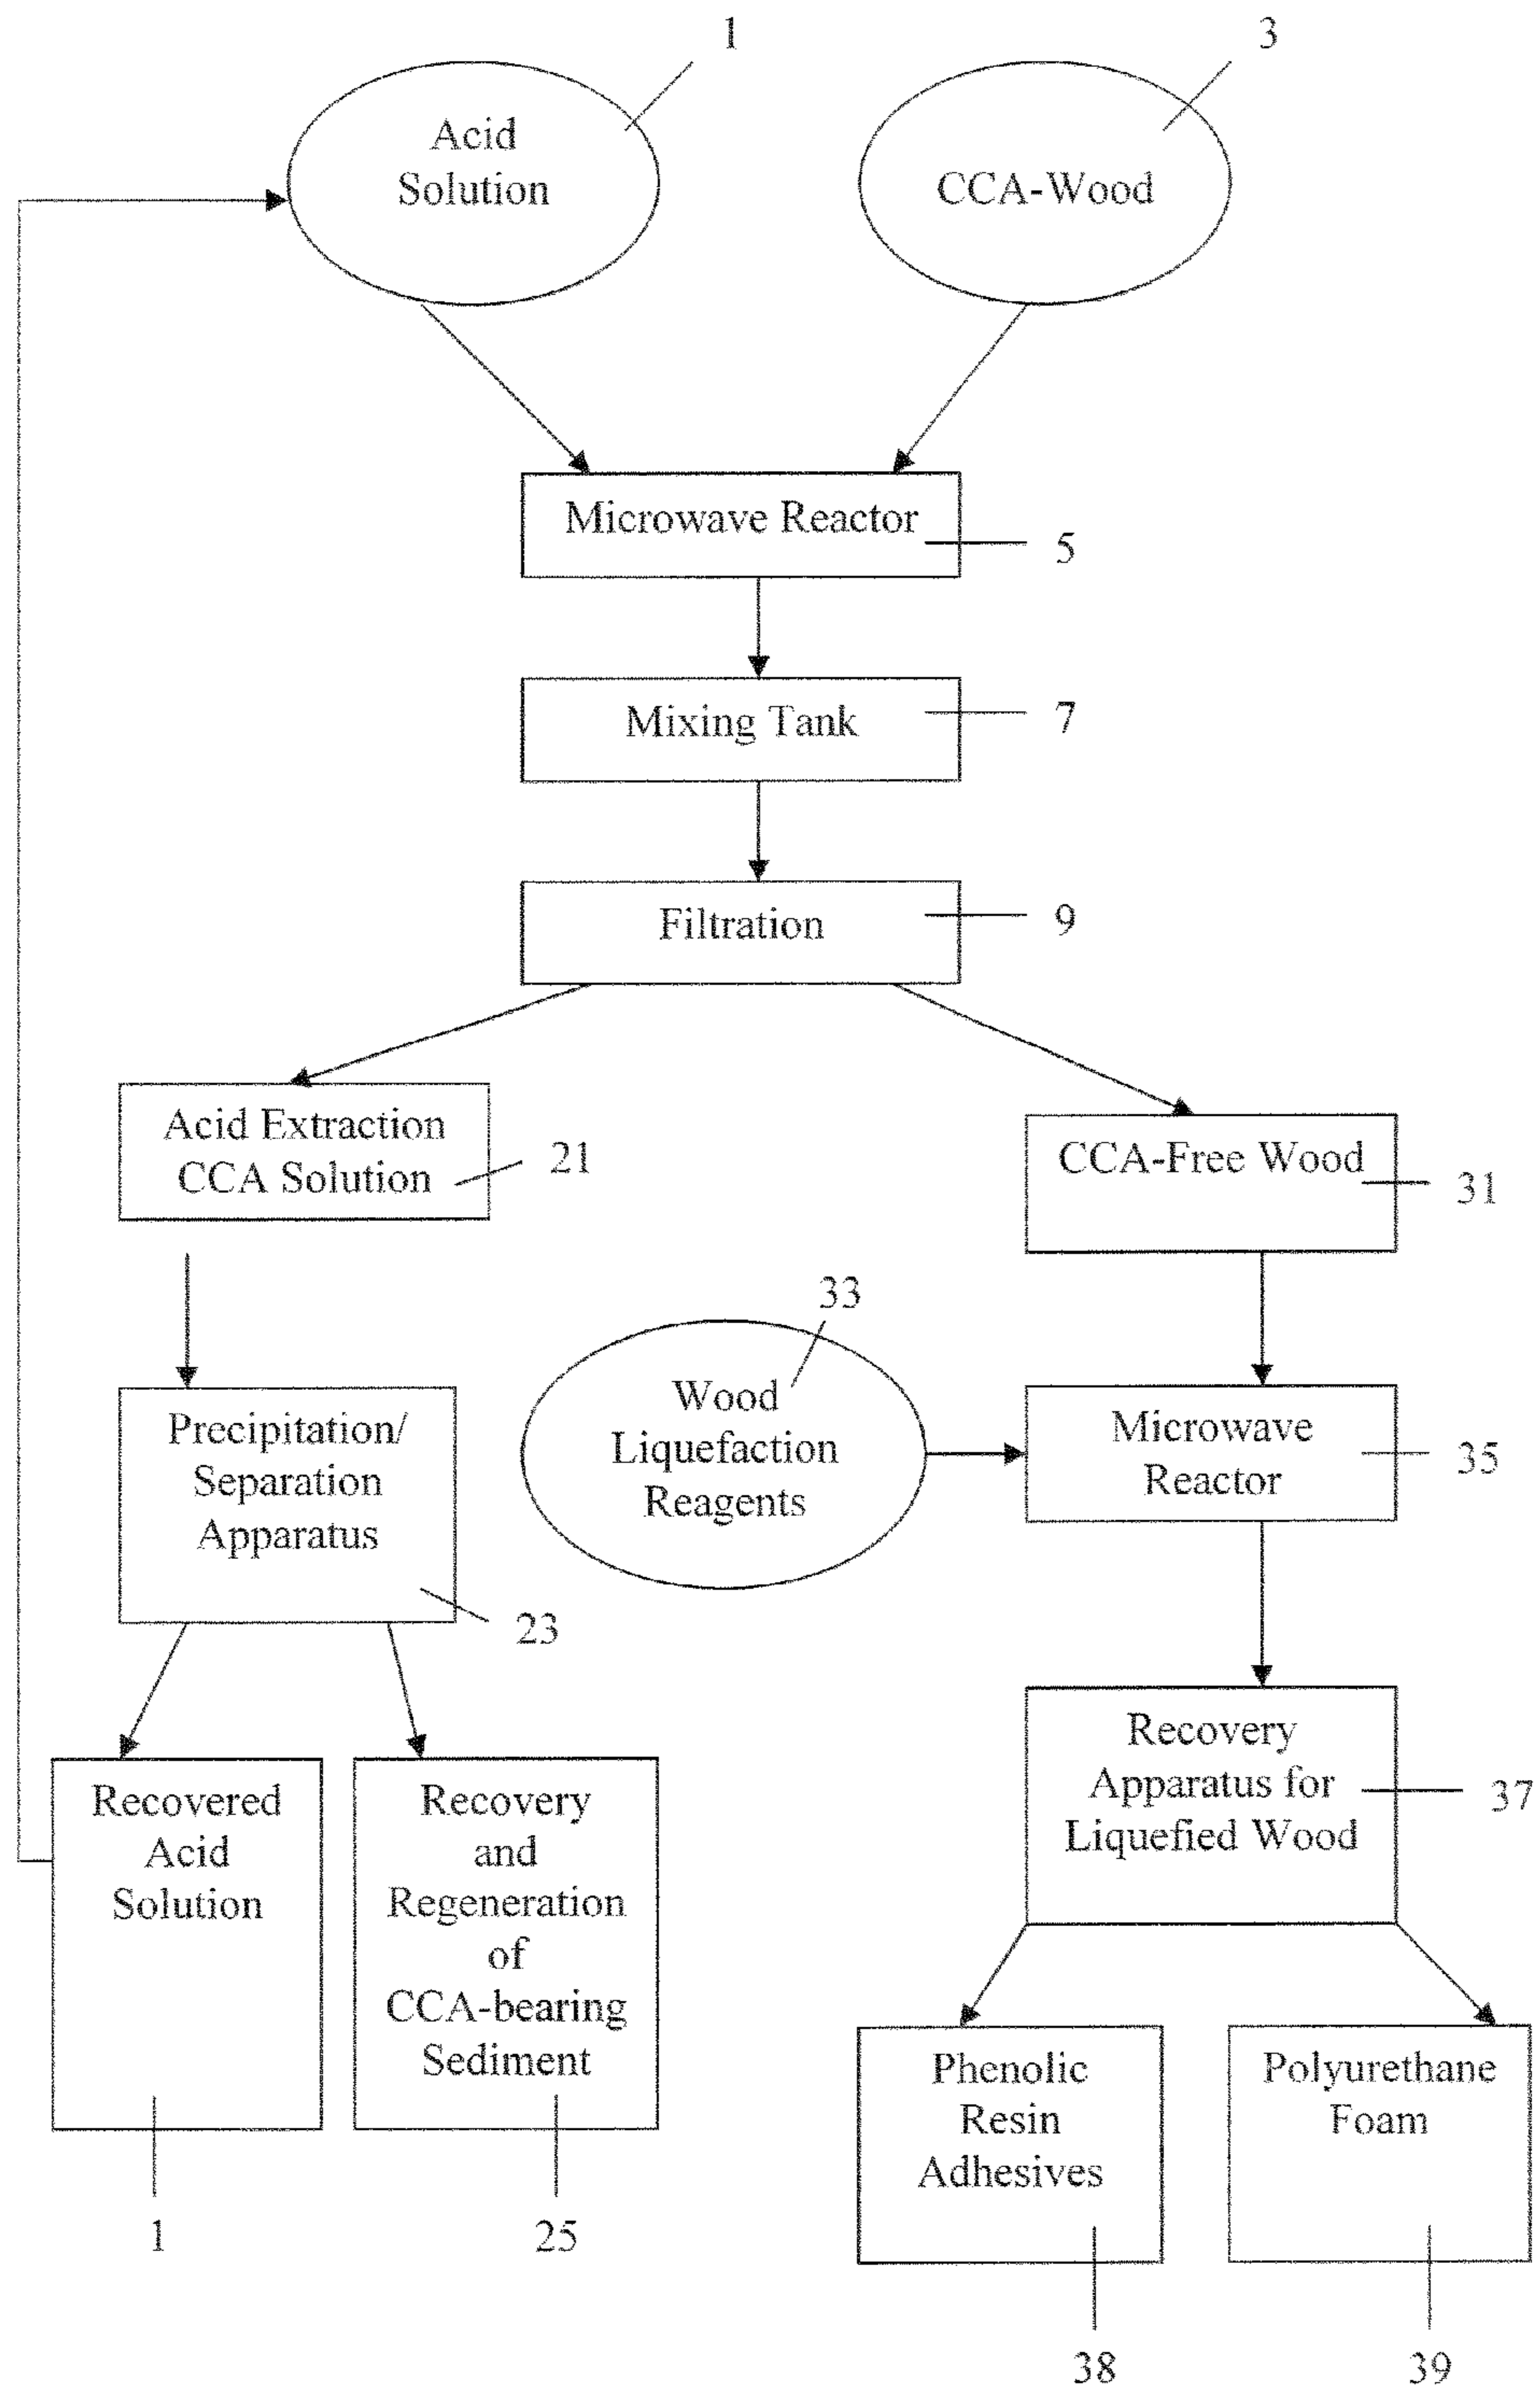 1
3
Acid
Solution
CCA-Wood
Microwave Reactor
5
Mixing Tank
7
Filtration
9
Acid Extraction
CCA Solution
21
CCA-Free Wood
31
33
Wood
Liquefaction
Reagents
Microwave
Reactor
35
Precipitation/
Separation
Apparatus
23
Recovery
Apparatus for
Liquefied Wood
37
Recovered
Acid
Solution
Recovery
and
Regeneration
of
CCA-bearing
Sediment
1
25
Phenolic
Resin
Adhesives
Polyurethane
Foam
38
39